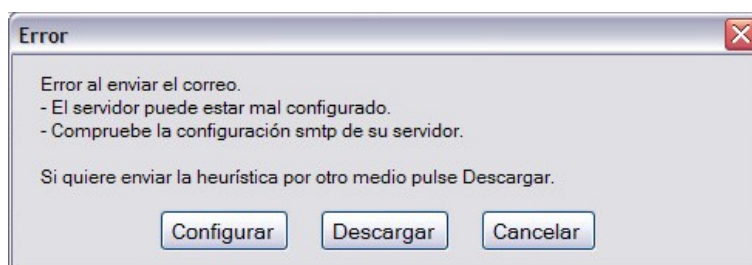 Error
Error al enviar el correo.
- El servidor puede estar mal configurado.
- Compruebe la configuración smtp de su servidor.
Si quiere enviar la heurística por otro medio pulse Descargar.
Configurar Descargar Cancelar